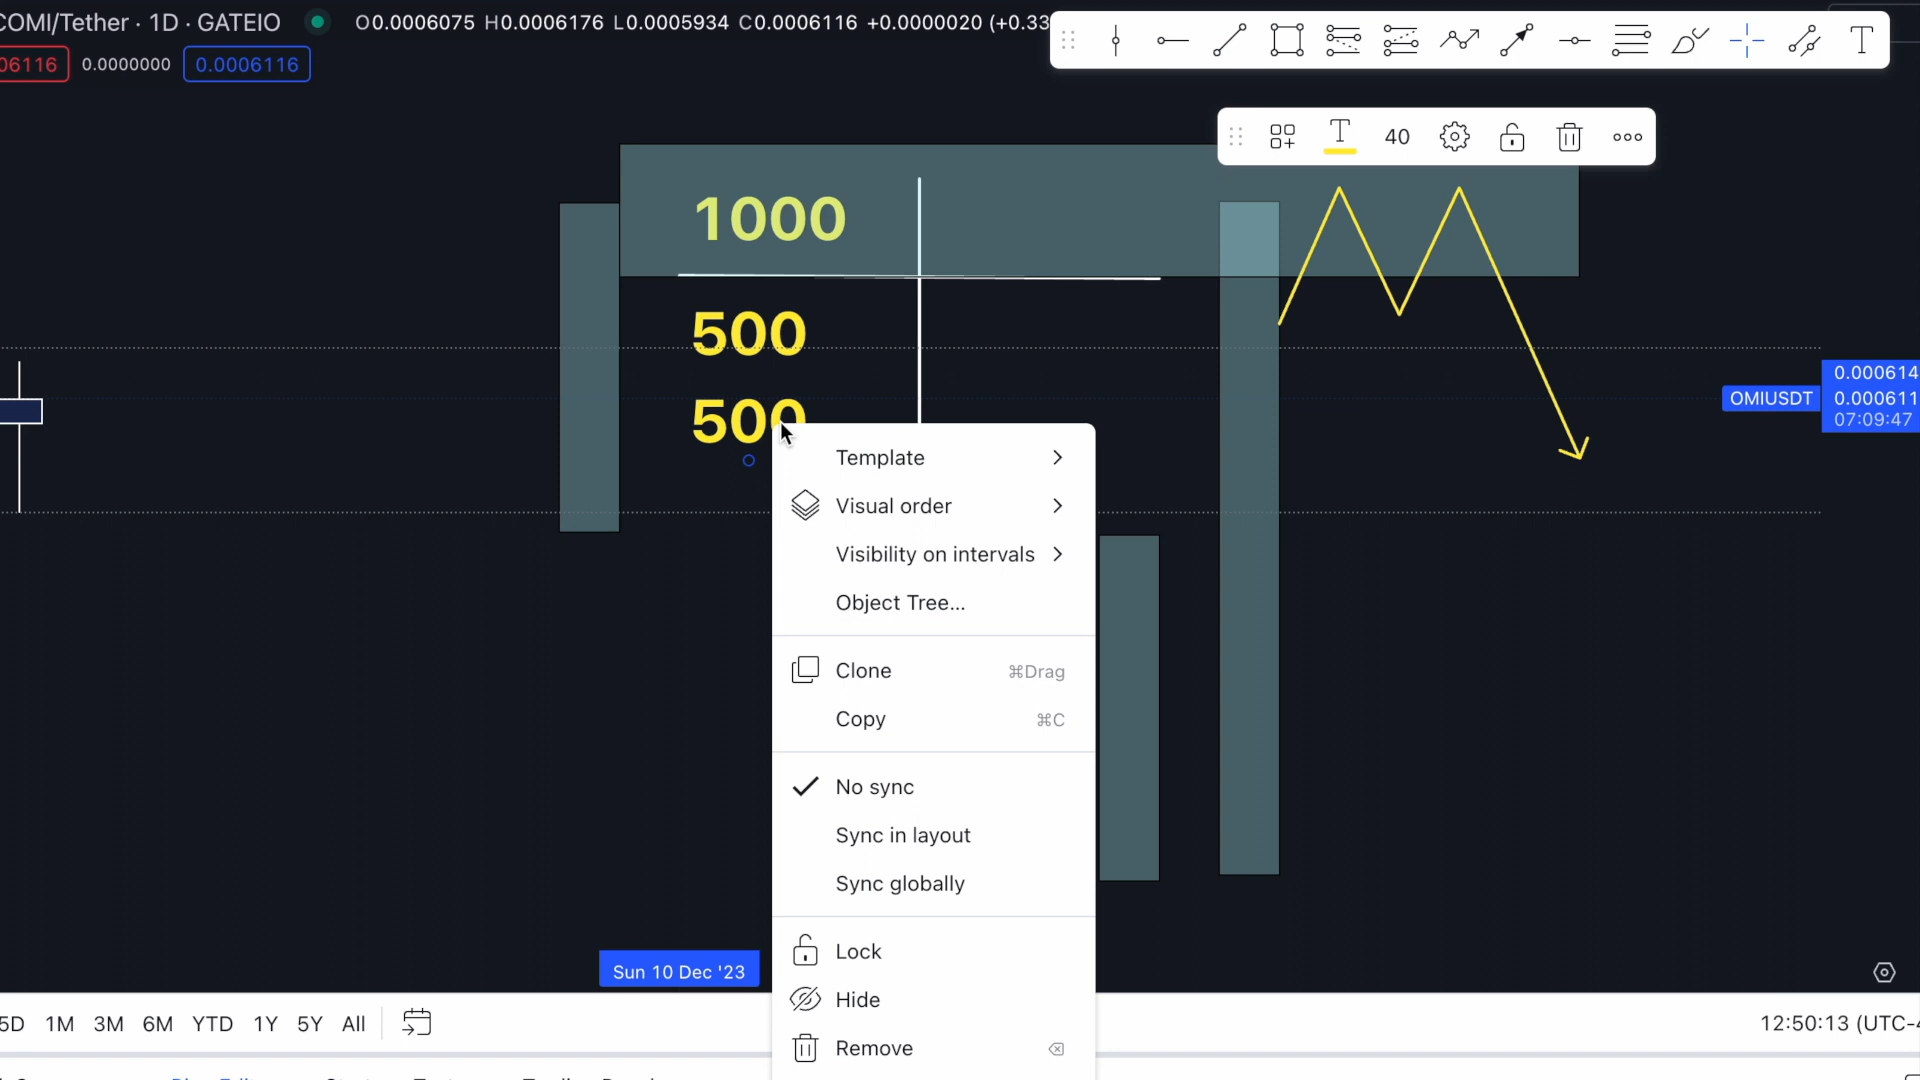 COMI/Tether · 1D · GATEIO O0.0006075 H0.0006176 L0.0005934 C0.0006116 +0.0000020 (+0.33
06116 0.0000000 0.0006116
T
T 40
1000
500
500
0.000614
OMIUSDT 0.000611
07:09:47
Template
Visual order
Visibility on intervals
Object Tree...
Clone ⌘Drag
Copy ⌘C
No sync
Sync in layout
Sync globally
Lock
Hide
Remove
Sun 10 Dec '23
5D 1M 3M 6M YTD 1Y 5Y All
12:50:13 (UTC-4